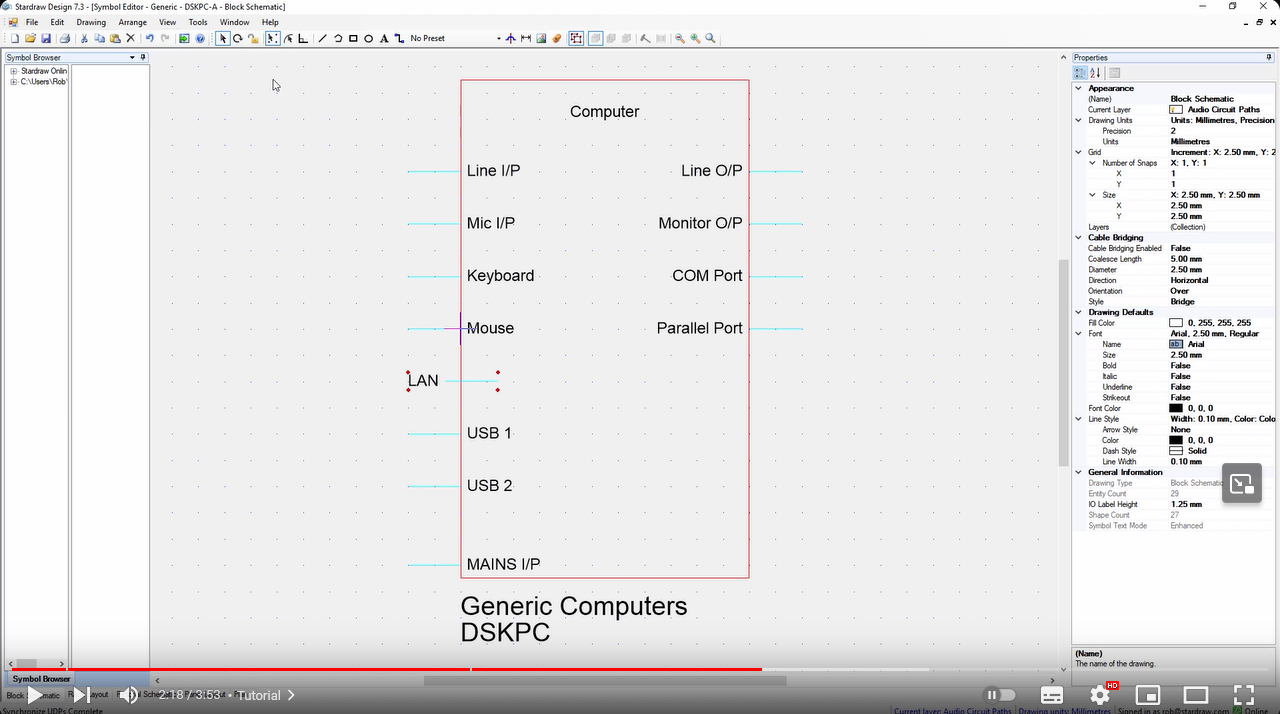 Stardraw Design 7.3 - [Symbol Editor - Generic - DSKPC-A - Block Schematic]
File Edit Drawing Arrange View Tools Window Help
No Preset
Symbol Browser
Stardraw Onlin
C:\Users\Rob'
Computer
Line I/P
Line O/P
Mic I/P
Monitor O/P
Keyboard
COM Port
Mouse
Parallel Port
LAN
USB 1
USB 2
MAINS I/P
Generic Computers
DSKPC
Properties
Appearance
(Name) Block Schematic
Current Layer Audio Circuit Paths
Drawing Units Units: Millimetres, Precision
Precision 2
Units Millimetres
Grid Increment: X: 2.50 mm, Y: 2
Number of Snaps X: 1, Y: 1
X 1
Y 1
Size X: 2.50 mm, Y: 2.50 mm
X 2.50 mm
Y 2.50 mm
Layers (Collection)
Cable Bridging
Cable Bridging Enabled False
Coalesce Length 5.00 mm
Diameter 2.50 mm
Direction Horizontal
Orientation Over
Style Bridge
Drawing Defaults
Fill Color 0, 255, 255, 255
Font Arial, 2.50 mm, Regular
Name ab Arial
Size 2.50 mm
Bold False
Italic False
Underline False
Strikeout False
Font Color 0, 0, 0
Line Style Width: 0.10 mm, Color: Colo
Arrow Style None
Color 0, 0, 0
Dash Style Solid
Line Width 0.10 mm
General Information
Drawing Type Block Schematic
Entity Count 29
IO Label Height 1.25 mm
Shape Count 27
Symbol Text Mode Enhanced
(Name)
The name of the drawing.
Symbol Browser
2:18 / 3:53 • Tutorial
HD
Synchronize UDPs Complete
Current layer: Audio Circuit Paths Drawing units: Millimetres Signed in as rob@stardraw.com Online